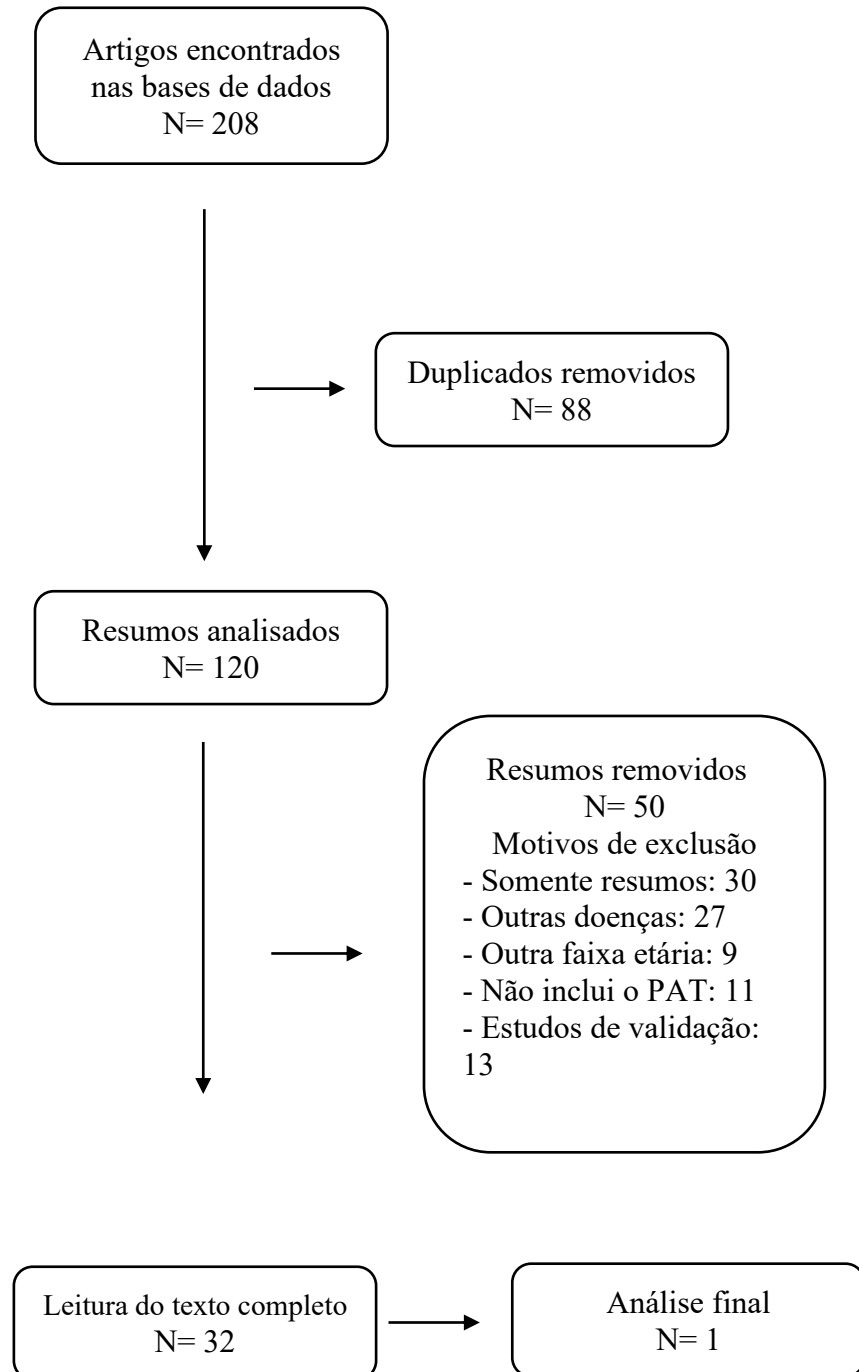 Artigos encontrados
nas bases de dados
N= 208
Duplicados removidos
N= 88
Resumos analisados
N= 120
Resumos removidos
N= 50
Motivos de exclusão
- Somente resumos: 30
- Outras doenças: 27
- Outra faixa etária: 9
- Não inclui o PAT: 11
- Estudos de validação:
13
Leitura do texto completo
N= 32
Análise final
N= 1